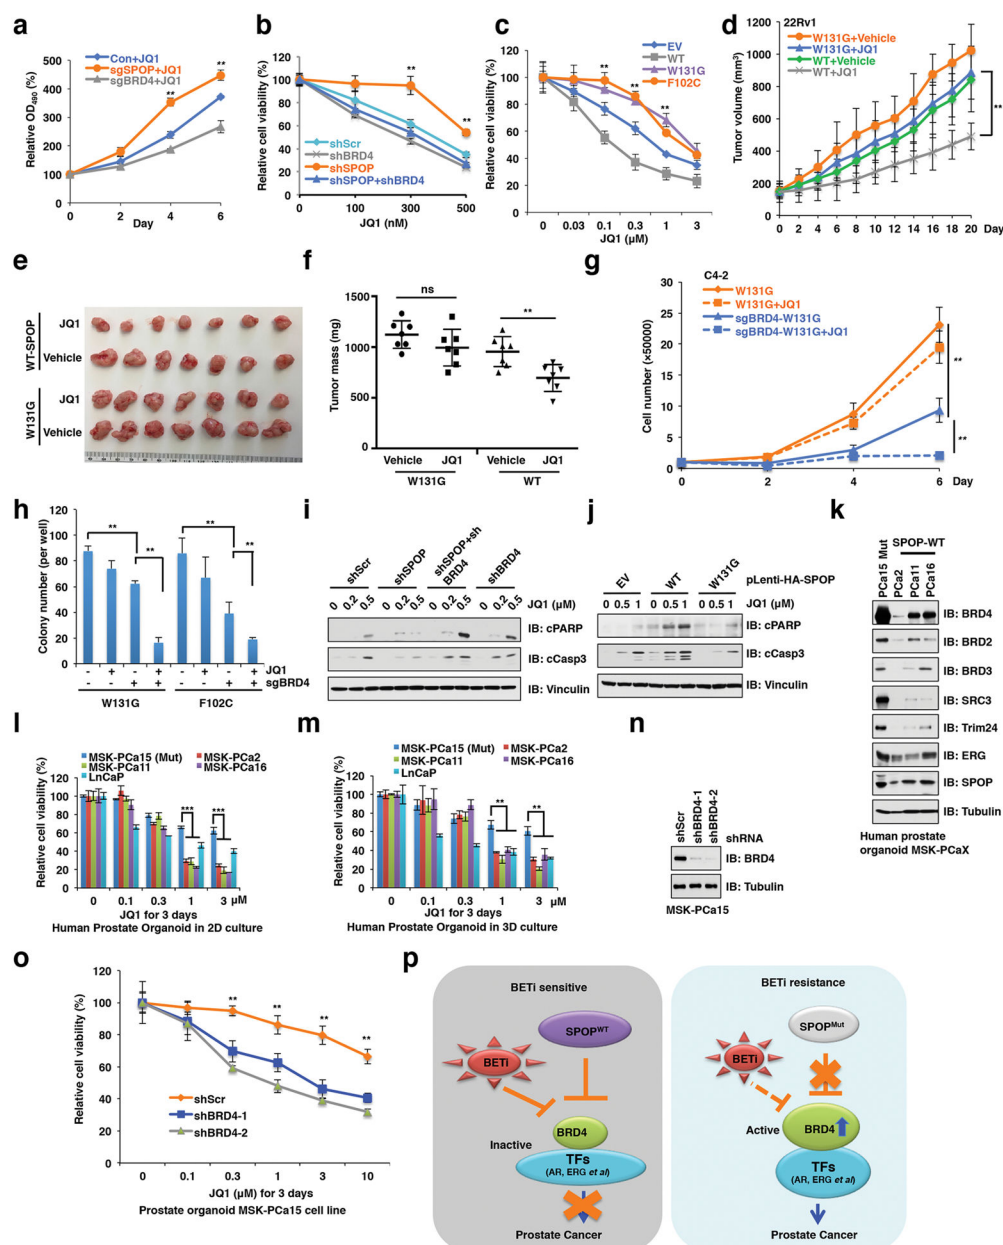 a
Con+JQ1
sgSPOP+JQ1
sgBRD4+JQ1
**
**
Relative OD490 (%)
500
400
300
200
100
0
0 2 4 6
Day
b
**
**
Relative cell viability (%)
120
100
80
60
40
20
0
shScr
shBRD4
shSPOP
shSPOP+shBRD4
0 100 300 500
JQ1 (nM)
c
EV
WT
W131G
F102C
**
**
**
Relative cell viability (%)
120
100
80
60
40
20
0
0 0.03 0.1 0.3 1 3
JQ1 (µM)
d
22Rv1
W131G+Vehicle
W131G+JQ1
WT+Vehicle
WT+JQ1
**
Tumor volume (mm³)
1200
1000
800
600
400
200
0
0 2 4 6 8 10 12 14 16 18 20 Day
e
WT-SPOP
JQ1
Vehicle
W131G
JQ1
Vehicle
f
ns
**
Tumor mass (mg)
1500
1000
500
0
Vehicle JQ1 Vehicle JQ1
W131G WT
g
C4-2
W131G
W131G+JQ1
sgBRD4-W131G
sgBRD4-W131G+JQ1
**
**
Cell number (×50000)
30
25
20
15
10
5
0
0 2 4 6 Day
h
**
**
**
**
Colony number (per well)
120
100
80
60
40
20
0
- + - + - + - + JQ1
- - + + - - + + sgBRD4
W131G F102C
i
shScr
shSPOP
shSPOP+sh BRD4
shBRD4
0 0.2 0.5 0 0.2 0.5 0 0.2 0.5 0 0.2 0.5 JQ1 (µM)
IB: cPARP
IB: cCasp3
IB: Vinculin
j
EV WT W131G pLenti-HA-SPOP
0 0.5 1 0 0.5 1 0 0.5 1 JQ1 (µM)
IB: cPARP
IB: cCasp3
IB: Vinculin
k
SPOP-WT
PCa15 Mut
PCa2
PCa11
PCa16
IB: BRD4
IB: BRD2
IB: BRD3
IB: SRC3
IB: Trim24
IB: ERG
IB: SPOP
IB: Tubulin
Human prostate
organoid MSK-PCaX
l
MSK-PCa15 (Mut) MSK-PCa2
MSK-PCa11 MSK-PCa16
LnCaP
*** ***
Relative cell viability (%)
120
100
80
60
40
20
0
0 0.1 0.3 1 3 µM
JQ1 for 3 days
Human Prostate Organoid in 2D culture
m
MSK-PCa15 (Mut) MSK-PCa2
MSK-PCa11 MSK-PCa16
LnCaP
** **
Relative cell viability (%)
120
100
80
60
40
20
0
0 0.1 0.3 1 3 µM
JQ1 for 3 days
Human Prostate Organoid in 3D culture
n
shScr
shBRD4-1
shBRD4-2
shRNA
IB: BRD4
IB: Tubulin
MSK-PCa15
o
** ** ** **
Relative cell viability (%)
120
100
80
60
40
20
0
shScr
shBRD4-1
shBRD4-2
0 0.1 0.3 1 3 10
JQ1 (µM) for 3 days
Prostate organoid MSK-PCa15 cell line
p
BETi sensitive
SPOPWT
BETi
BRD4
Inactive
TFs
(AR, ERG et al)
Prostate Cancer
BETi resistance
SPOPMut
BETi
BRD4
Active
TFs
(AR, ERG et al)
Prostate Cancer